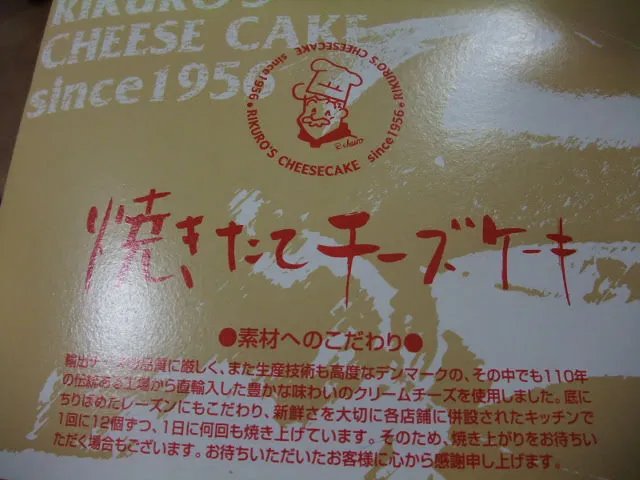 RIKURO'S
CHEESE CAKE
since1956
RIKURO'S CHEESECAKE since1956 RIKURO'S CHEESECAKE since1956
焼きたてチーズケーキ
●素材へのこだわり●
輸出チーズの品質に厳しく、また生産技術も高度なデンマークの、その中でも110年
の伝統ある工場から直輸入した豊かな味わいのクリームチーズを使用しました。底に
ちりばめたレーズンにもこだわり、新鮮さを大切に各店舗に併設されたキッチンで
1回に12個ずつ、1日に何回も焼き上げています。そのため、焼き上がりをお待ちい
ただく場合もございます。お待ちいただいたお客様に心から感謝申し上げます。